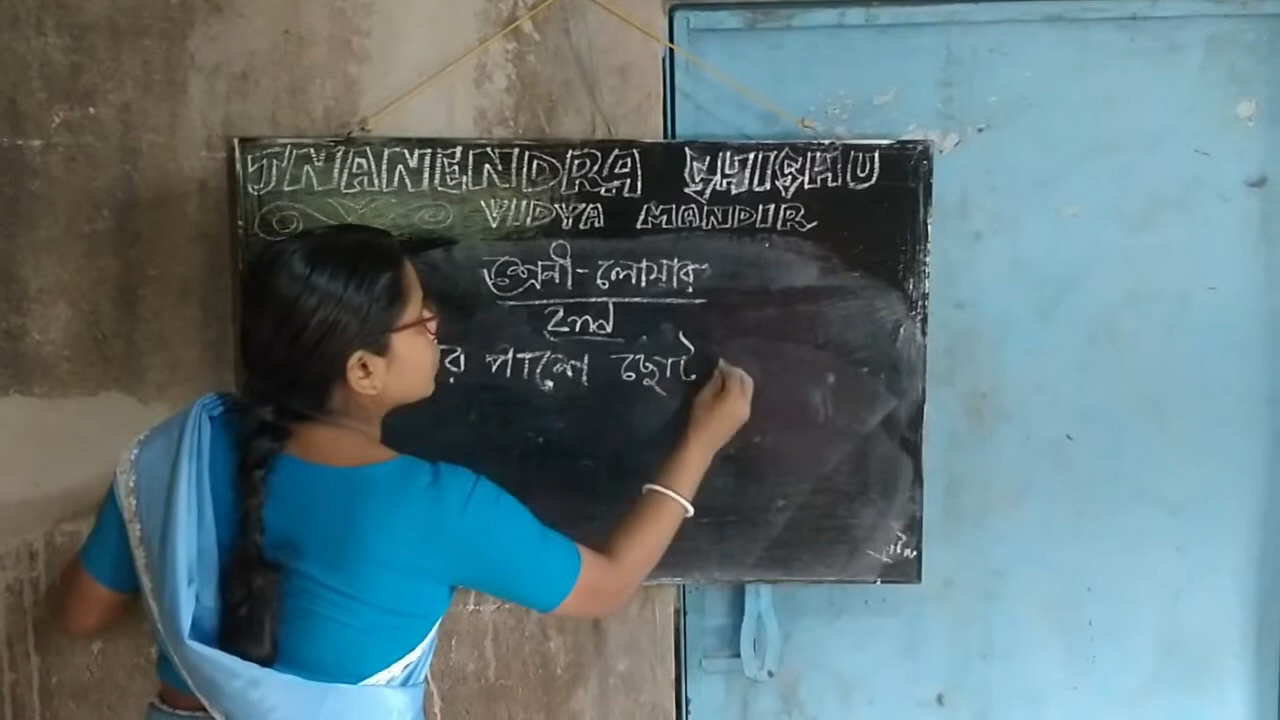 JNANENDRA SHISHU
VIDYA MANDIR
শ্রেনী-লোয়ার
2nd
র পাশে ছোট